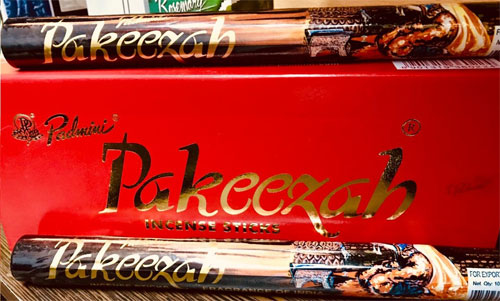 Rosemary
Pakeezah
Padmini
Pakeezah
INCENSE STICKS
Pakeezah
FOR EXPORT
Net Qty